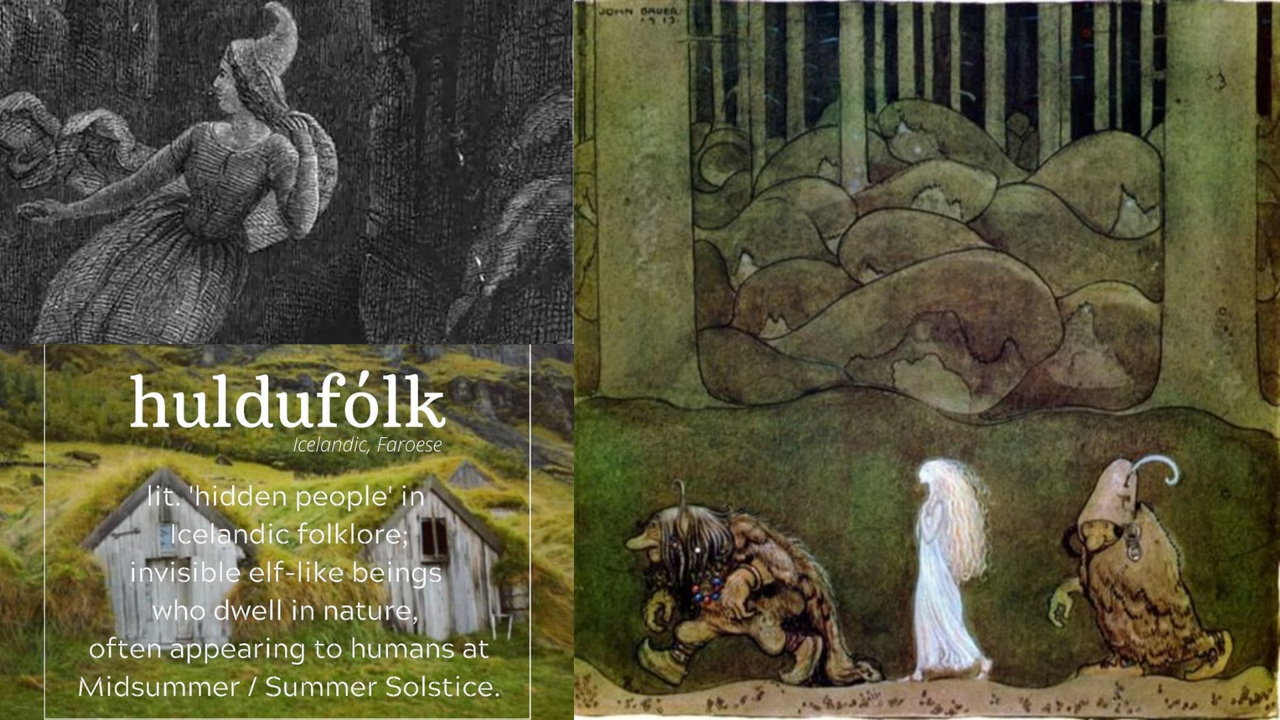 huldufólk
Icelandic, Faroese
lit. 'hidden people' in
Icelandic folklore;
invisible elf-like beings
who dwell in nature,
often appearing to humans at
Midsummer / Summer Solstice.
JOHN BAUER
1913